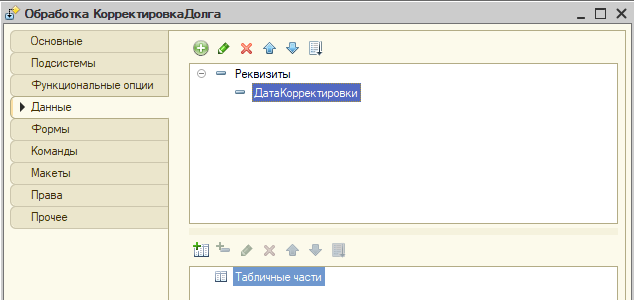 Обработка КорректировкаДолга
Основные
Подсистемы
Функциональные опции
Данные
Формы
Команды
Макеты
Права
Прочее
Реквизиты
ДатаКорректировки
Табличные части